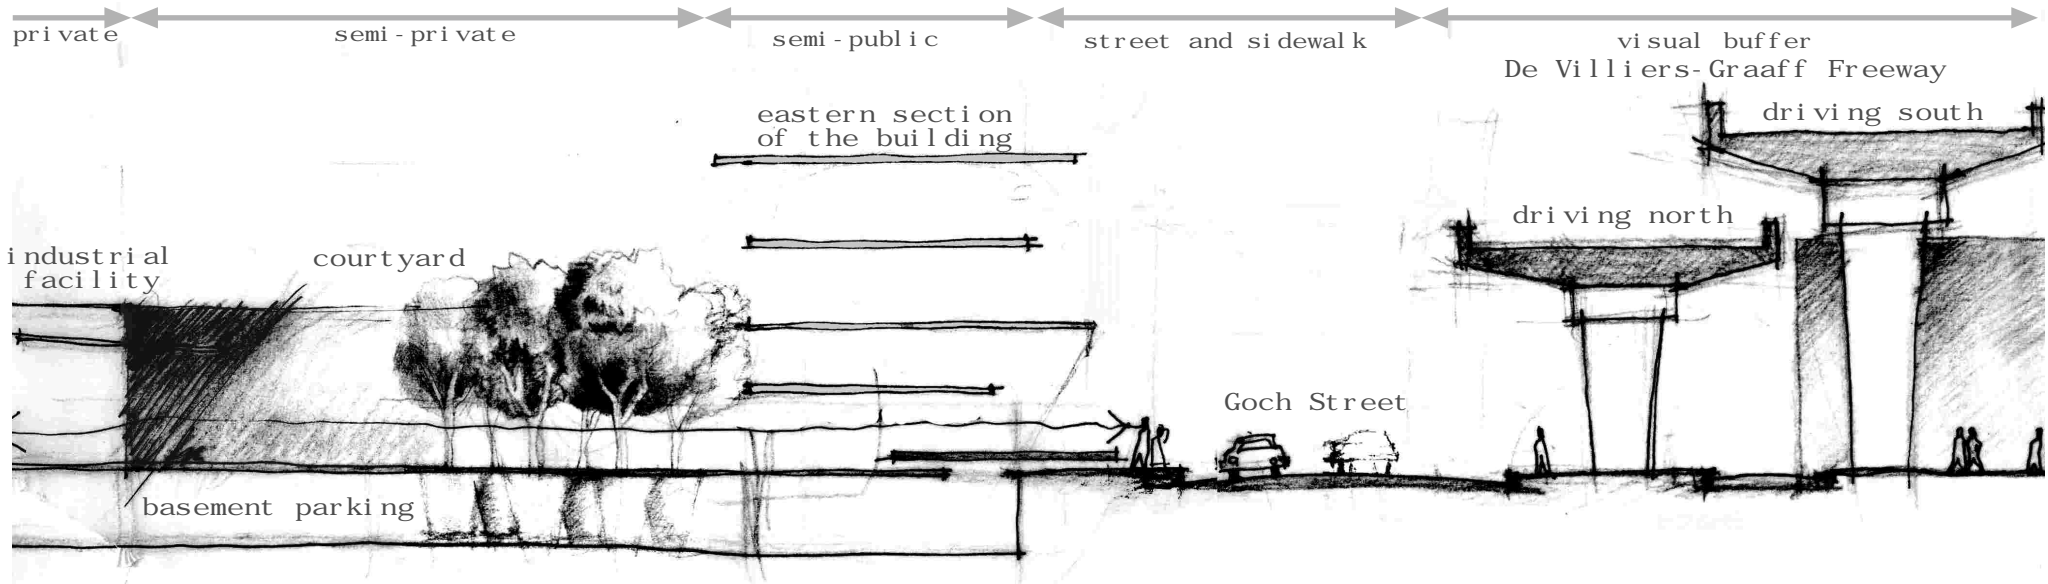 private
semi-private
semi-public
street and sidewalk
visual buffer
De Villiers-Graaff Freeway
eastern section
of the building
driving south
driving north
industrial
facility
courtyard
Goch Street
basement parking